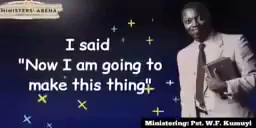 MINISTERS' ARENA
I said
"Now I am going to
make this thing"
Ministering: Pst. W.F. Kumuyi